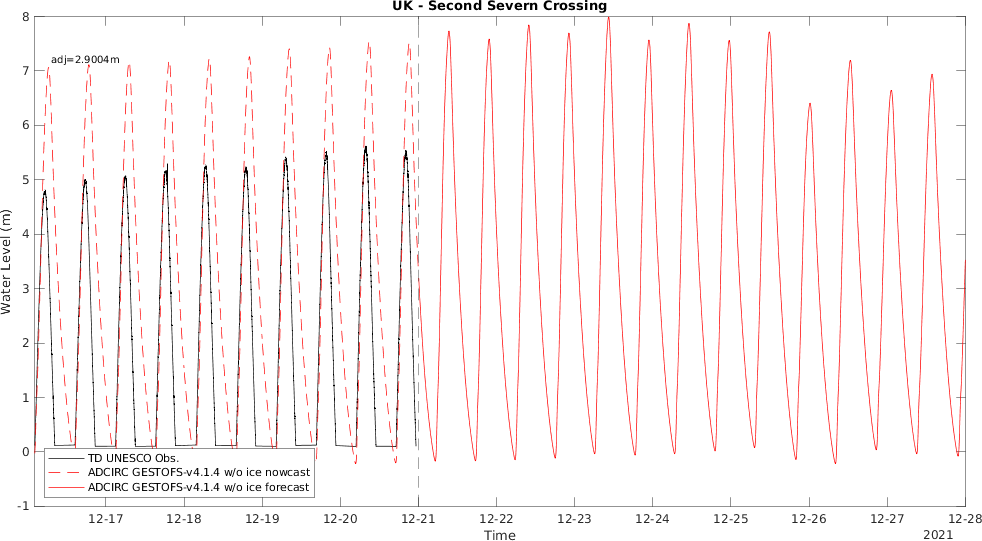 UK - Second Severn Crossing
8
7
6
5
4
3
2
1
0
-1
Water Level (m)
adj=2.9004m
TD UNESCO Obs.
ADCIRC GESTOFS-v4.1.4 w/o ice nowcast
ADCIRC GESTOFS-v4.1.4 w/o ice forecast
12-17 12-18 12-19 12-20 12-21 12-22 12-23 12-24 12-25 12-26 12-27 12-28
Time
2021